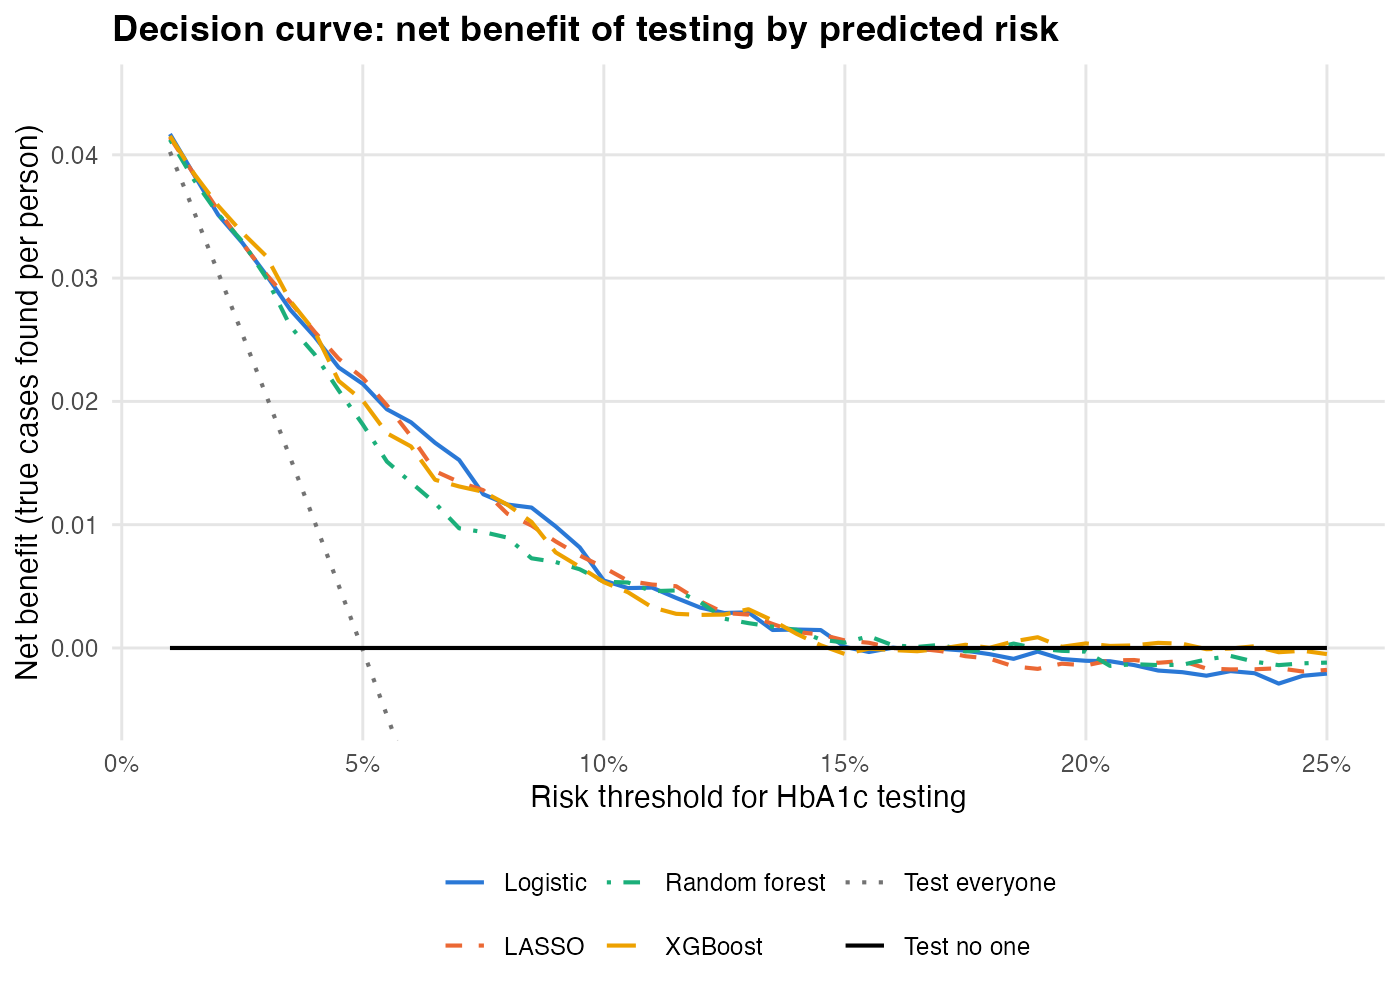 Decision curve: net benefit of testing by predicted risk
Net benefit (true cases found per person)
0.04
0.03
0.02
0.01
0.00
0%
5%
10%
15%
20%
25%
Risk threshold for HbA1c testing
Logistic
Random forest
Test everyone
LASSO
XGBoost
Test no one